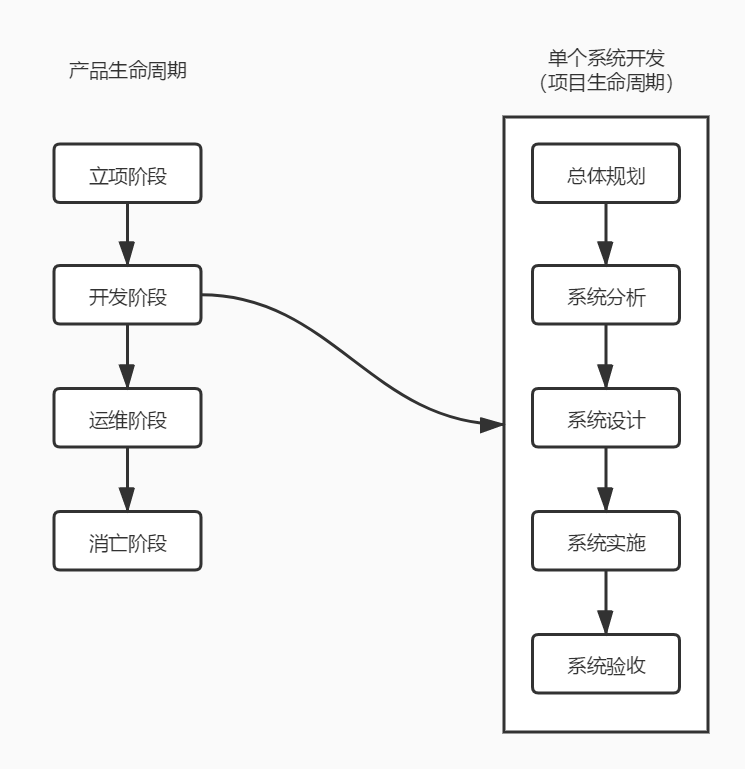 产品生命周期
立项阶段
开发阶段
运维阶段
消亡阶段
单个系统开发
（项目生命周期）
总体规划
系统分析
系统设计
系统实施
系统验收